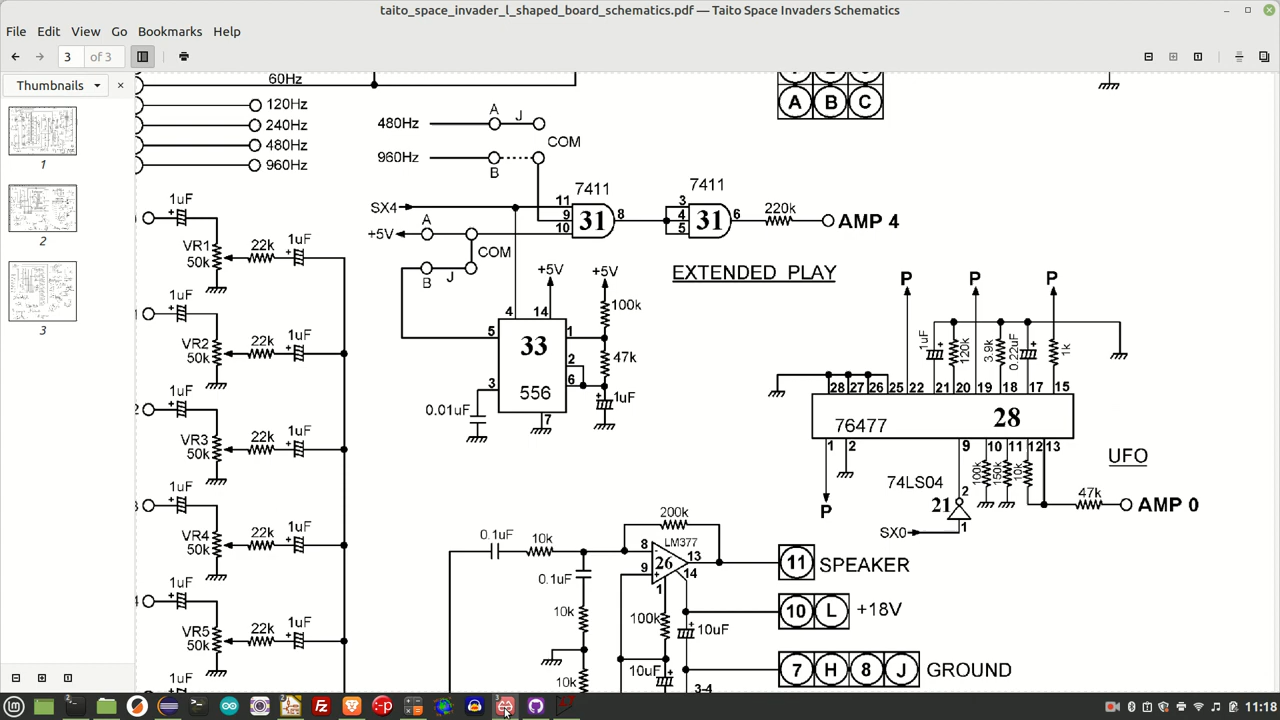 taito_space_invader_l_shaped_board_schematics.pdf — Taito Space Invaders Schematics
File Edit View Go Bookmarks Help
3 of 3
Thumbnails
1
2
3
60Hz
120Hz
240Hz
480Hz
960Hz
A B C
480Hz A J
COM
960Hz B
7411 7411
SX4 11 9 10 31 8 3 4 5 31 6 220k AMP 4
+5V A
COM
B J
+5V +5V
EXTENDED PLAY
4 14 100k
5 33 1
2 47k
6
3 556 1uF
0.01uF 7
P P P
1uF 120k 3.9k 0.22uF 1k
28 27 26 25 22 21 20 19 18 17 15
76477 28
1 2 9 10 11 12 13
UFO
100k 150k 10k
74LS04
21 2
1
P SX0 47k AMP 0
1uF
VR1 50k 22k 1uF
1uF
VR2 50k 22k 1uF
1uF
VR3 50k 22k 1uF
1uF
VR4 50k 22k 1uF
1uF
VR5 50k 22k 1uF
200k
0.1uF 10k 8 LM377 13
9 26 14
1
11 SPEAKER
0.1uF
10k 100k 10 L +18V
10uF
10k 10uF 7 H 8 J GROUND
3-4
11:18